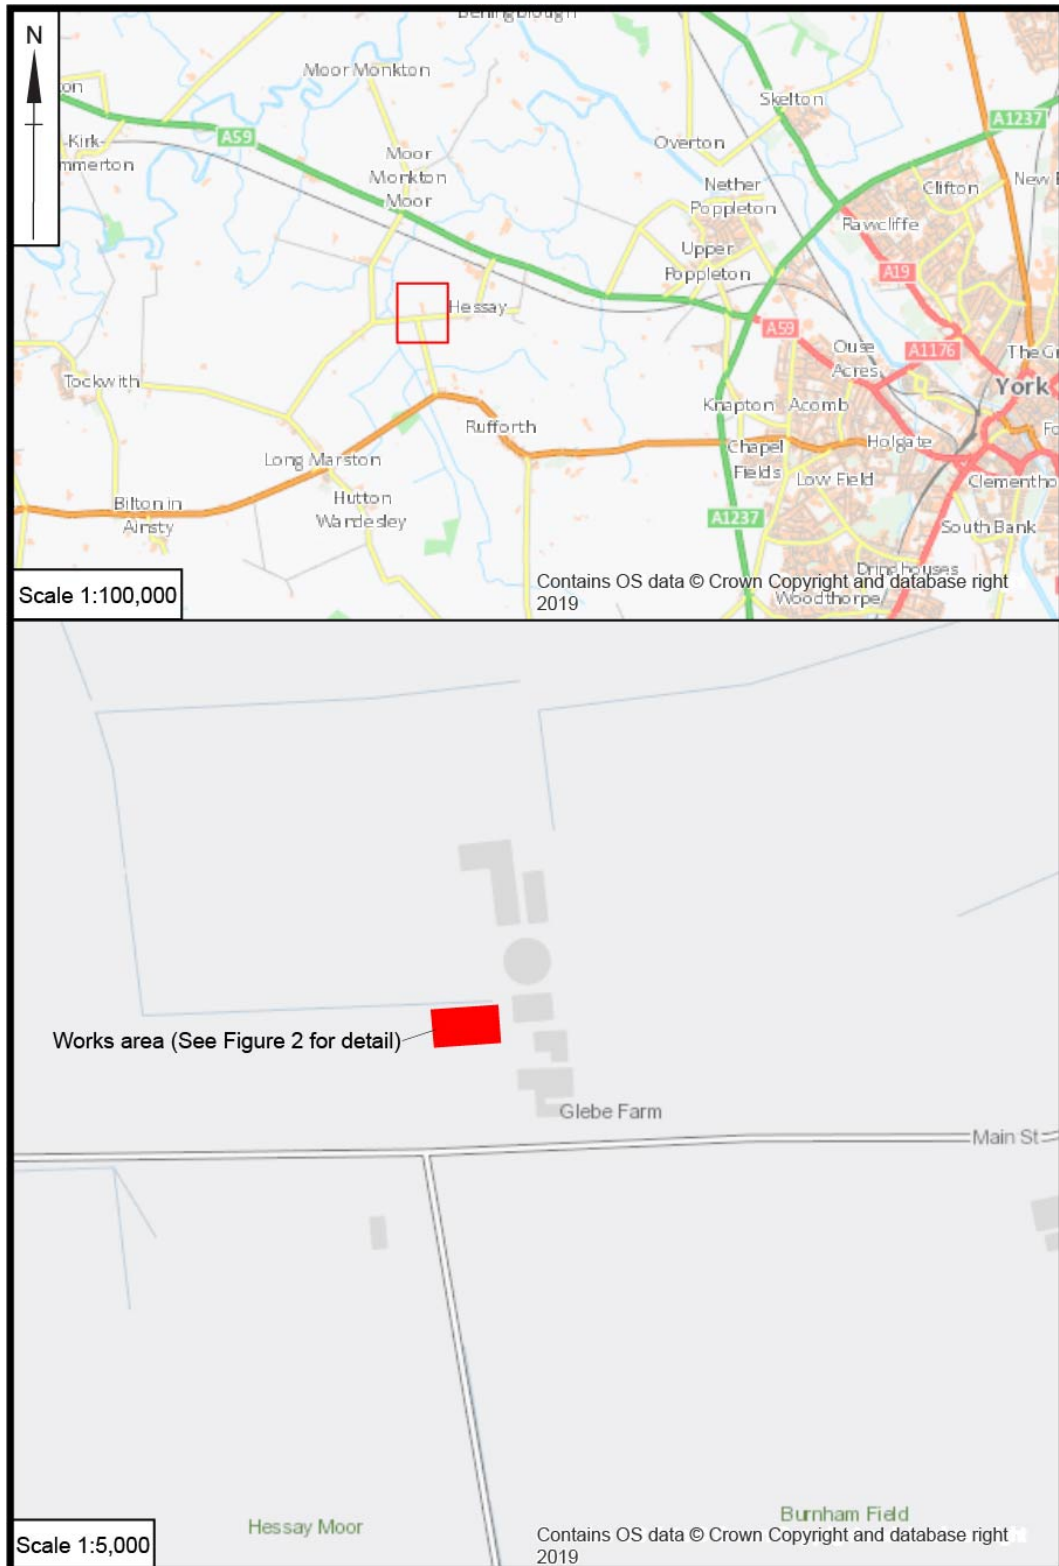 Beningbrough
N
Moor Monkton
Skelton
A1237
A59
Kirk
mmerton
Overton
Moor
Monkton
Moor
Nether
Poppleton
Clifton
Rawcliffe
Upper
Poppleton
A19
Hessay
A59
A1176
Ouse
Acres
Tockwith
York
Knapton
Acomb
Rufforth
Chapel
Fields
Holgate
Long Marston
Low Field
Clementho
Hutton
Wandesley
Bilton in
Ainsty
A1237
South Bank
Dringhouses
Woodthorpe
Scale 1:100,000
Contains OS data © Crown Copyright and database right
2019
Works area (See Figure 2 for detail)
Glebe Farm
Main St
Hessay Moor
Burnham Field
Scale 1:5,000
Contains OS data © Crown Copyright and database right
2019